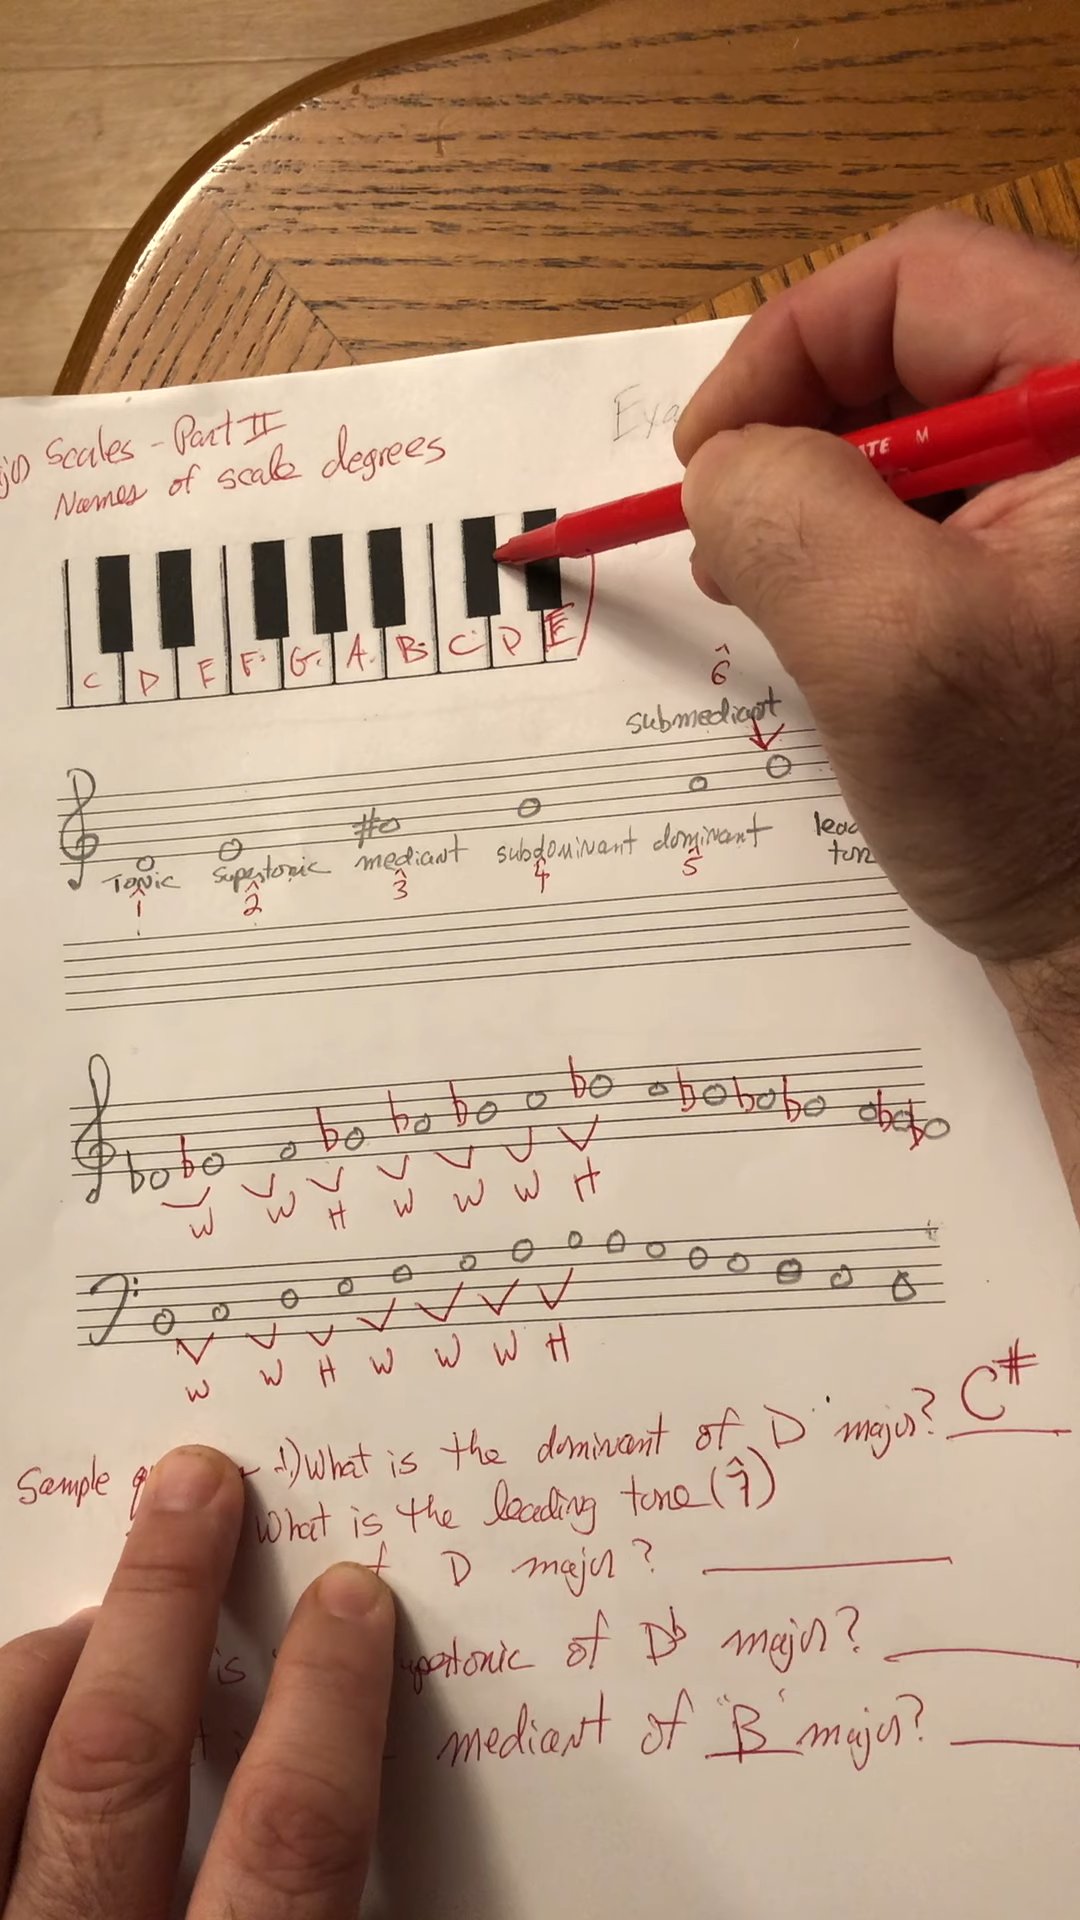 Scales - Part II
Names of scale degrees
C D E F G A B C D E
6
submediant
Tonic supertonic mediant subdominant dominant
1 2 3 4 5
b b b b b b b b b b b b
W W H W W W H
W W H W W W H
Sample 1) What is the dominant of D major? C#
What is the leading tone (7)
D major?
is of Db major?
mediant of "B" major?
M